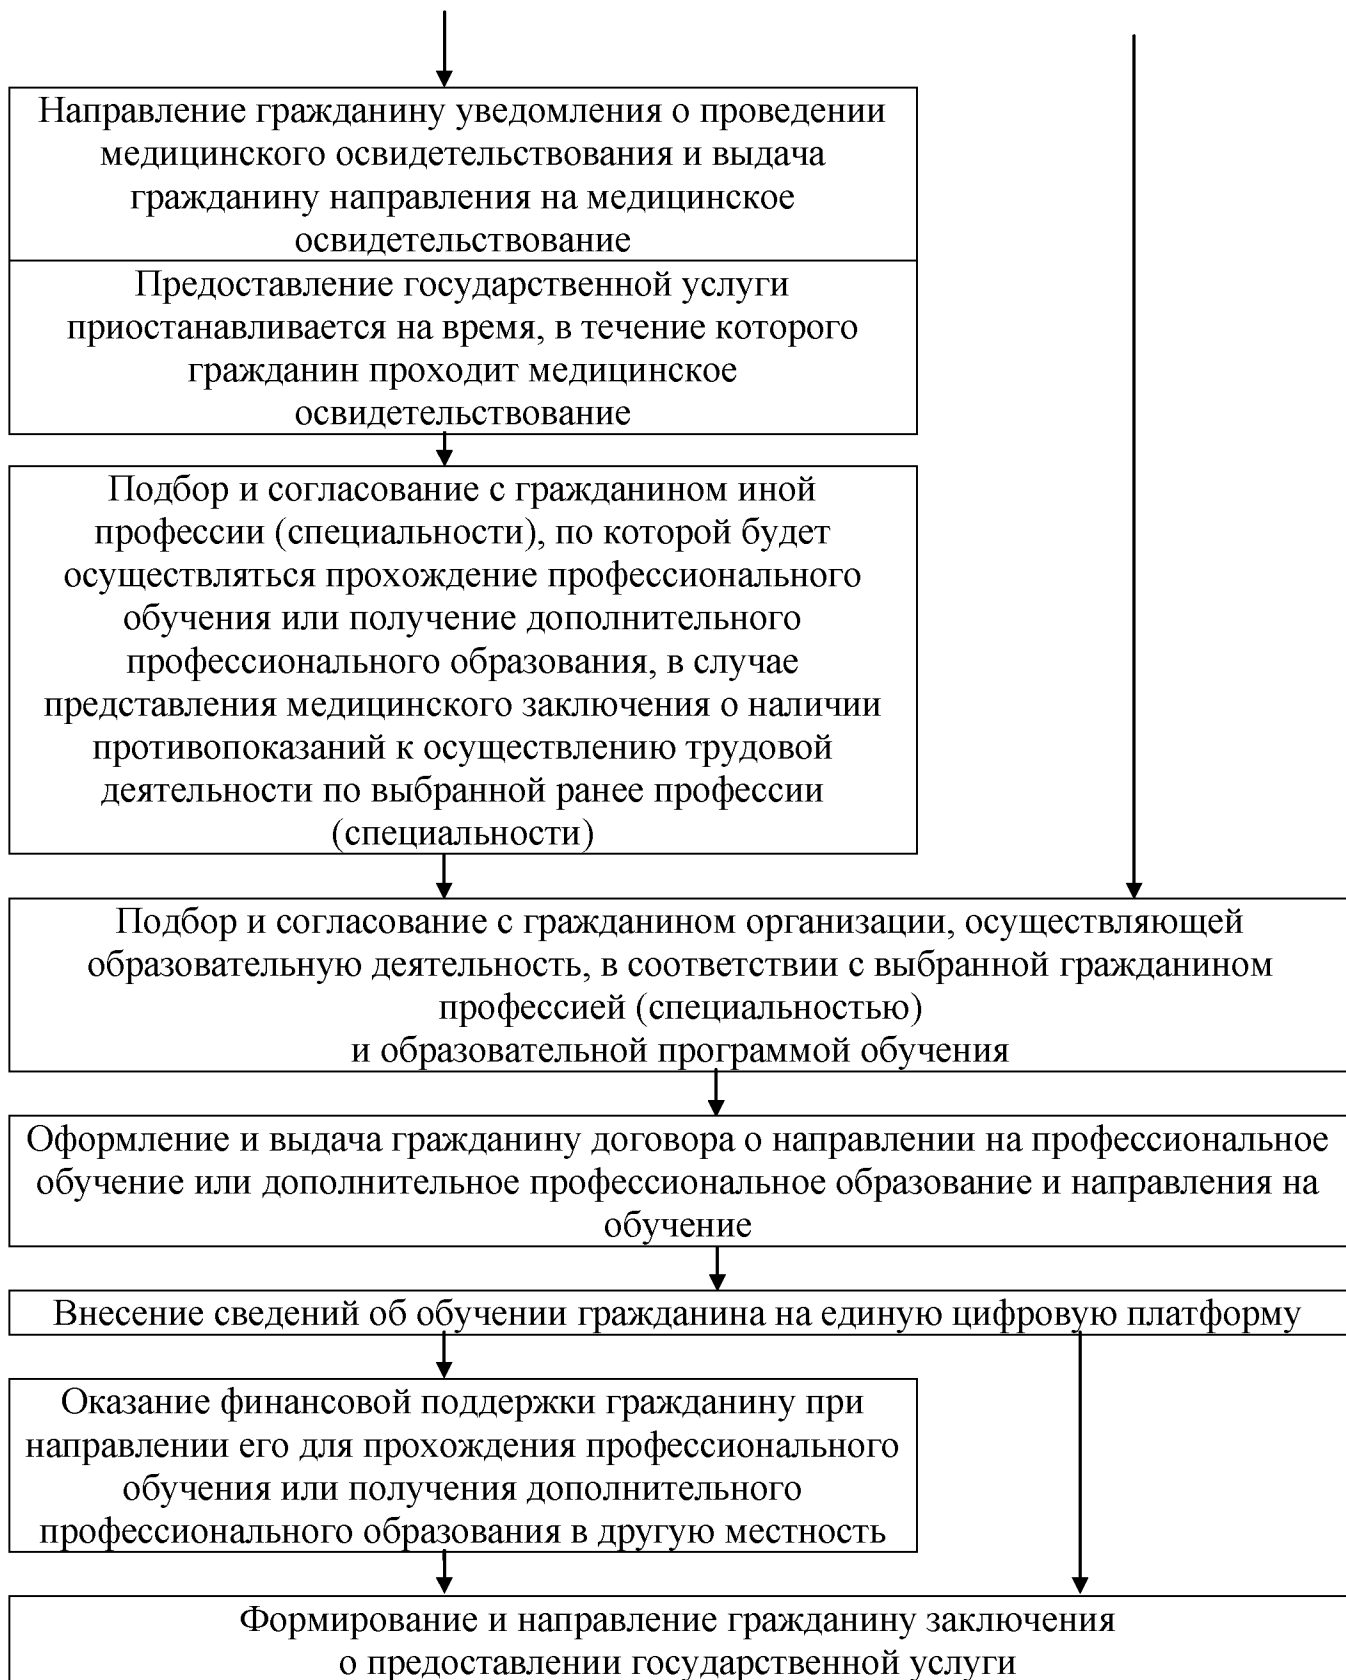 Направление гражданину уведомления о проведении
медицинского освидетельствования и выдача
гражданину направления на медицинское
освидетельствование
Предоставление государственной услуги
приостанавливается на время, в течение которого
гражданин проходит медицинское
освидетельствование
Подбор и согласование с гражданином иной
профессии (специальности), по которой будет
осуществляться прохождение профессионального
обучения или получение дополнительного
профессионального образования, в случае
представления медицинского заключения о наличии
противопоказаний к осуществлению трудовой
деятельности по выбранной ранее профессии
(специальности)
Подбор и согласование с гражданином организации, осуществляющей
образовательную деятельность, в соответствии с выбранной гражданином
профессией (специальностью)
и образовательной программой обучения
Оформление и выдача гражданину договора о направлении на профессиональное
обучение или дополнительное профессиональное образование и направления на
обучение
Внесение сведений об обучении гражданина на единую цифровую платформу
Оказание финансовой поддержки гражданину при
направлении его для прохождения профессионального
обучения или получения дополнительного
профессионального образования в другую местность
Формирование и направление гражданину заключения
о предоставлении государственной услуги